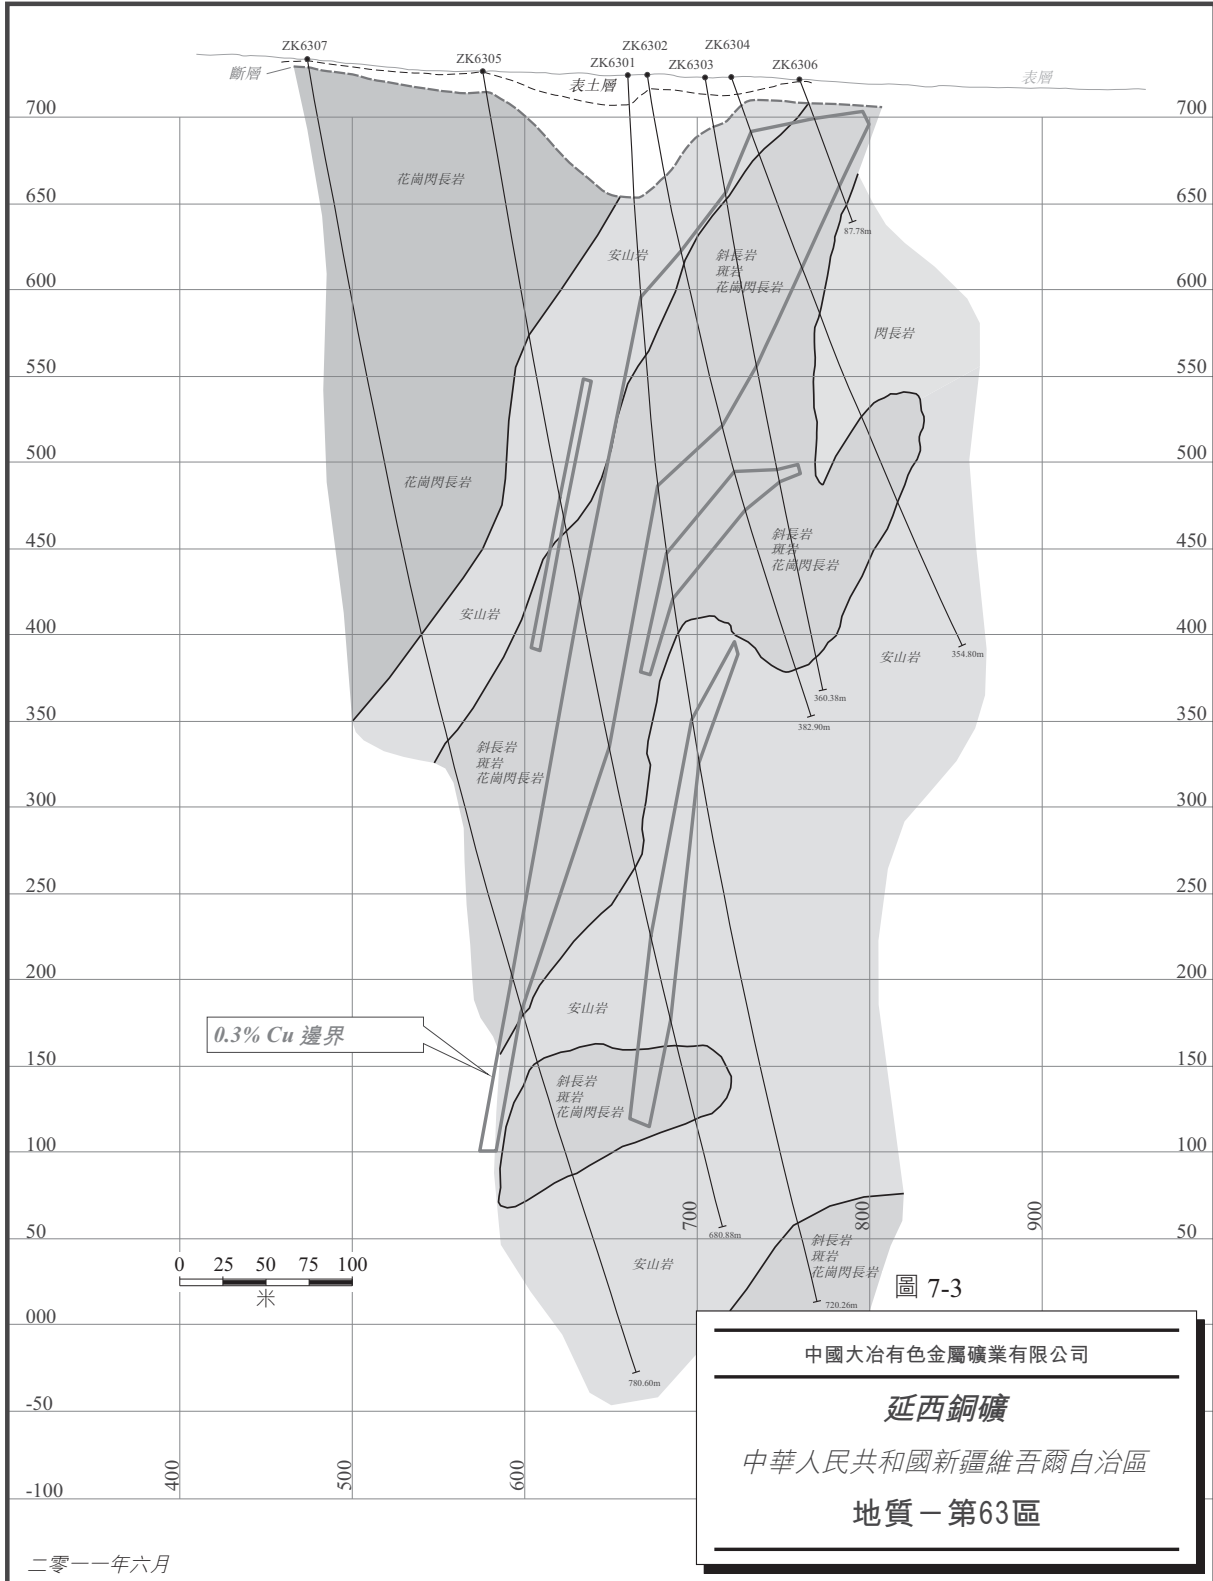 ZK6307
ZK6305
ZK6302
ZK6301
ZK6304
ZK6303
ZK6306
斷層
表土層
表層
700
700
花崗閃長岩
650
650
87.78m
安山岩
斜長岩
斑岩
花崗閃長岩
600
600
閃長岩
550
550
花崗閃長岩
500
500
斜長岩
斑岩
花崗閃長岩
450
450
安山岩
400
400
安山岩
354.80m
360.38m
382.90m
350
350
斜長岩
斑岩
花崗閃長岩
300
300
250
250
200
200
安山岩
0.3% Cu 邊界
150
150
斜長岩
斑岩
花崗閃長岩
100
100
700
800
900
680.88m
50
50
斜長岩
斑岩
花崗閃長岩
安山岩
0 25 50 75 100
米
720.26m
圖 7-3
000
780.60m
-50
400
500
600
-100
中國大冶有色金屬礦業有限公司
延西銅礦
中華人民共和國新疆維吾爾自治區
地質－第63區
二零一一年六月